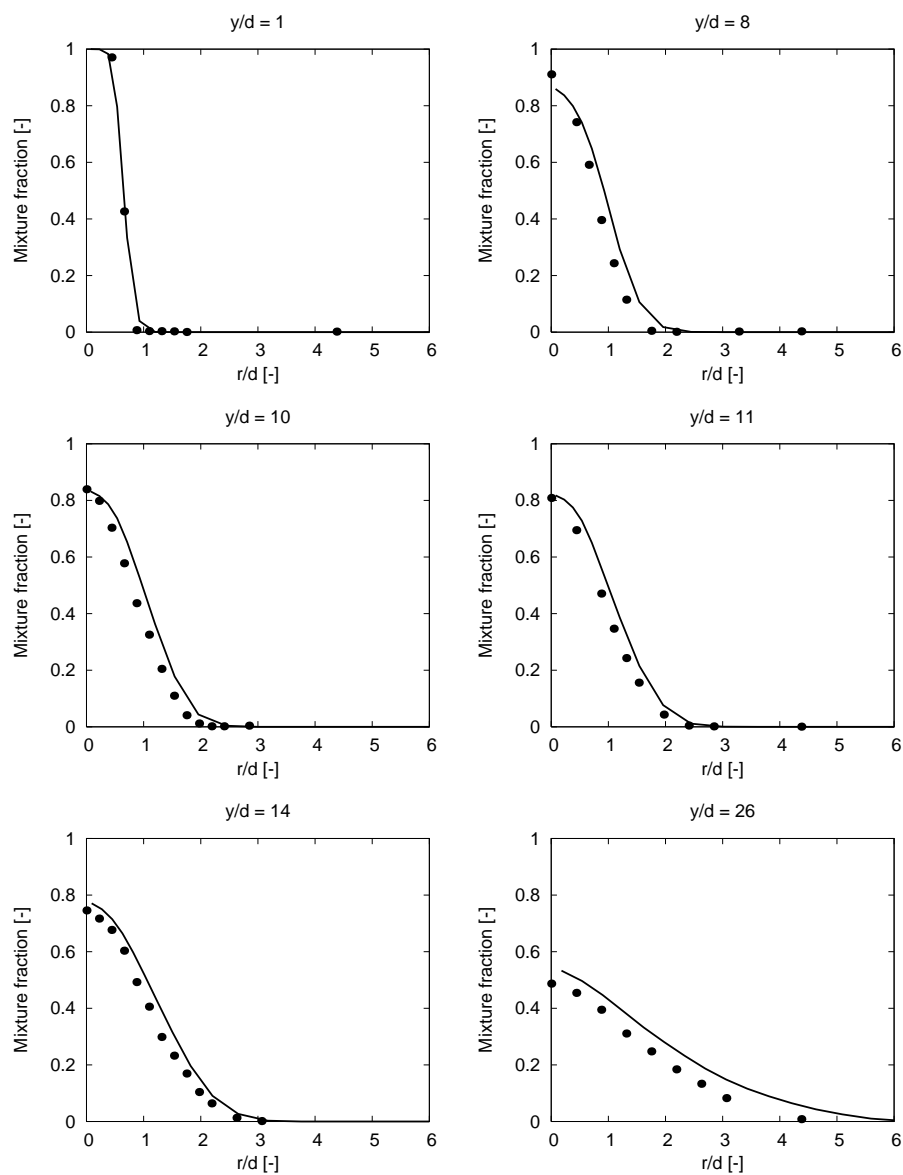 y/d = 1
y/d = 8
1
0.8
0.6
0.4
0.2
0
Mixture fraction [-]
0 1 2 3 4 5 6
r/d [-]
1
0.8
0.6
0.4
0.2
0
Mixture fraction [-]
0 1 2 3 4 5 6
r/d [-]
y/d = 10
y/d = 11
1
0.8
0.6
0.4
0.2
0
Mixture fraction [-]
0 1 2 3 4 5 6
r/d [-]
1
0.8
0.6
0.4
0.2
0
Mixture fraction [-]
0 1 2 3 4 5 6
r/d [-]
y/d = 14
y/d = 26
1
0.8
0.6
0.4
0.2
0
Mixture fraction [-]
0 1 2 3 4 5 6
r/d [-]
1
0.8
0.6
0.4
0.2
0
Mixture fraction [-]
0 1 2 3 4 5 6
r/d [-]